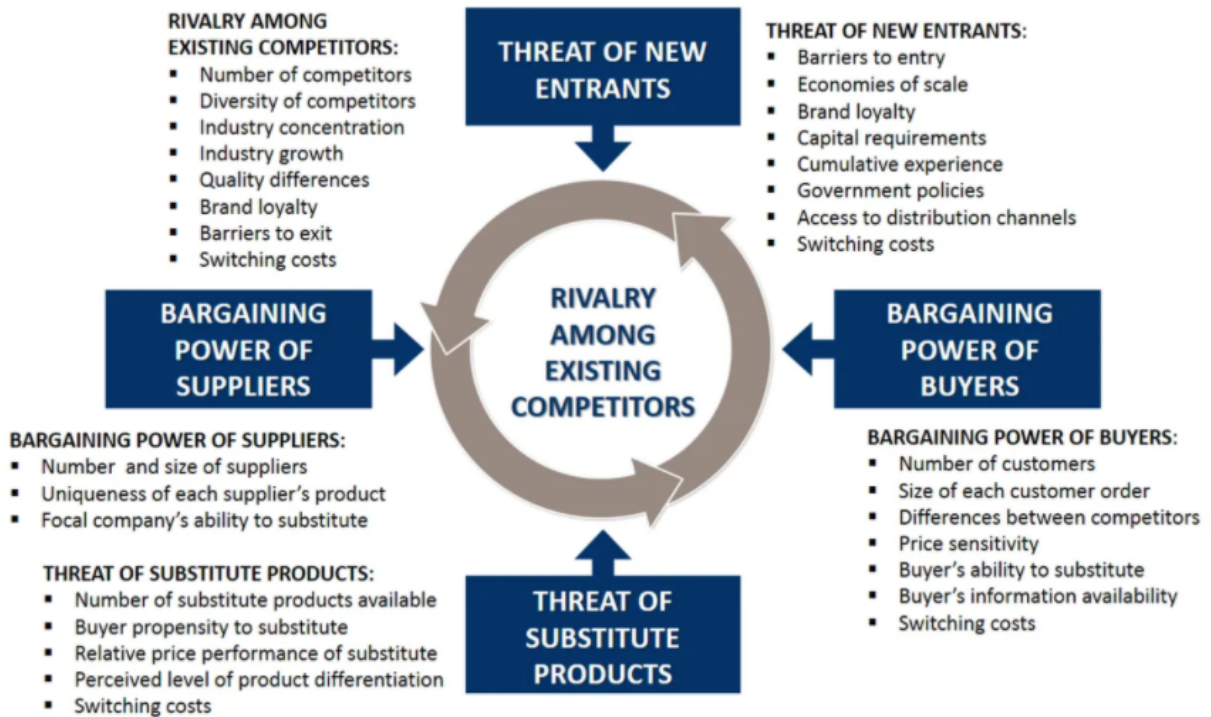 RIVALRY AMONG
EXISTING COMPETITORS:
▪ Number of competitors
▪ Diversity of competitors
▪ Industry concentration
▪ Industry growth
▪ Quality differences
▪ Brand loyalty
▪ Barriers to exit
▪ Switching costs
THREAT OF NEW
ENTRANTS
THREAT OF NEW ENTRANTS:
▪ Barriers to entry
▪ Economies of scale
▪ Brand loyalty
▪ Capital requirements
▪ Cumulative experience
▪ Government policies
▪ Access to distribution channels
▪ Switching costs
BARGAINING
POWER OF
SUPPLIERS
RIVALRY
AMONG
EXISTING
COMPETITORS
BARGAINING
POWER OF
BUYERS
BARGAINING POWER OF SUPPLIERS:
▪ Number and size of suppliers
▪ Uniqueness of each supplier's product
▪ Focal company's ability to substitute
BARGAINING POWER OF BUYERS:
▪ Number of customers
▪ Size of each customer order
▪ Differences between competitors
▪ Price sensitivity
▪ Buyer's ability to substitute
▪ Buyer's information availability
▪ Switching costs
THREAT OF SUBSTITUTE PRODUCTS:
▪ Number of substitute products available
▪ Buyer propensity to substitute
▪ Relative price performance of substitute
▪ Perceived level of product differentiation
▪ Switching costs
THREAT OF
SUBSTITUTE
PRODUCTS